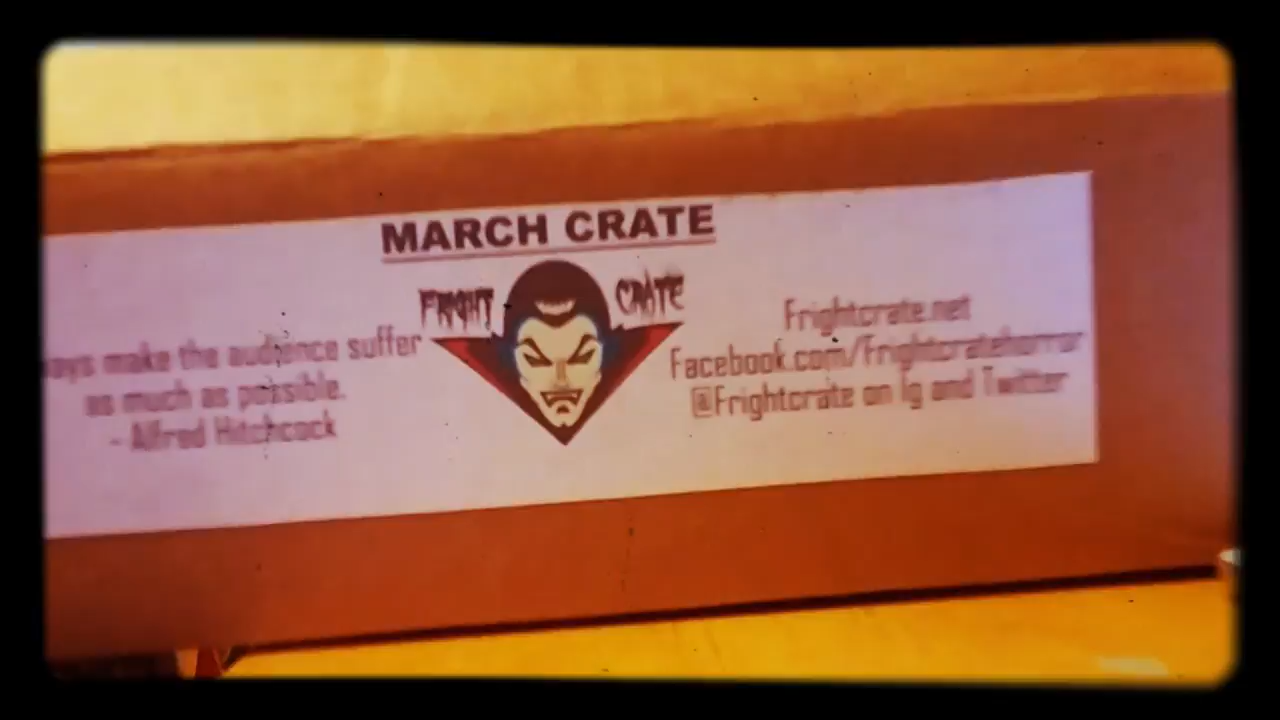 MARCH CRATE
FRIGHT CRATE
make the audience suffer
as much as possible.
- Alfred Hitchcock
Frightcrate.net
Facebook.com/Frightcratehorror
@Frightcrate on Ig and Twitter